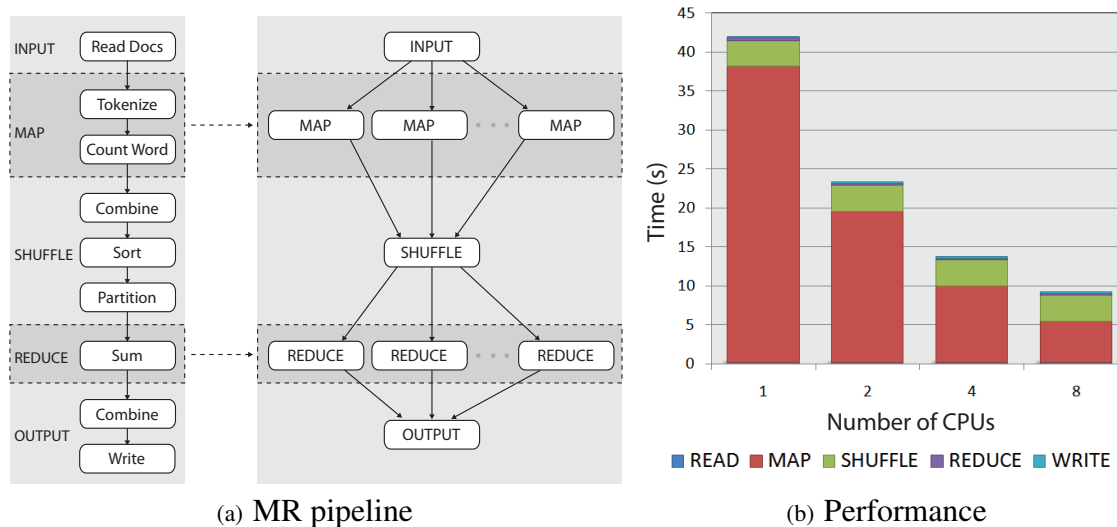 INPUT
Read Docs
MAP
Tokenize
Count Word
SHUFFLE
Combine
Sort
Partition
REDUCE
Sum
OUTPUT
Combine
Write
INPUT
MAP MAP MAP
SHUFFLE
REDUCE REDUCE REDUCE
OUTPUT
(a) MR pipeline
Time (s)
45
40
35
30
25
20
15
10
5
0
1 2 4 8
Number of CPUs
READ MAP SHUFFLE REDUCE WRITE
(b) Performance